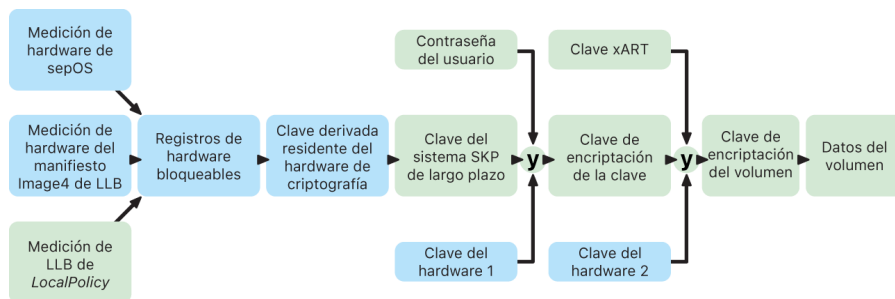 Medición de
hardware de
sepOS
Medición de
hardware del
manifiesto
Image4 de LLB
Medición de
LLB de
LocalPolicy
Registros de
hardware
bloqueables
Clave derivada
residente del
hardware de
criptografía
Contraseña
del usuario
Clave del
sistema SKP
de largo plazo
y
Clave del
hardware 1
Clave xART
Clave de
encriptación
de la clave
y
Clave del
hardware 2
Clave de
encriptación
del volumen
Datos del
volumen